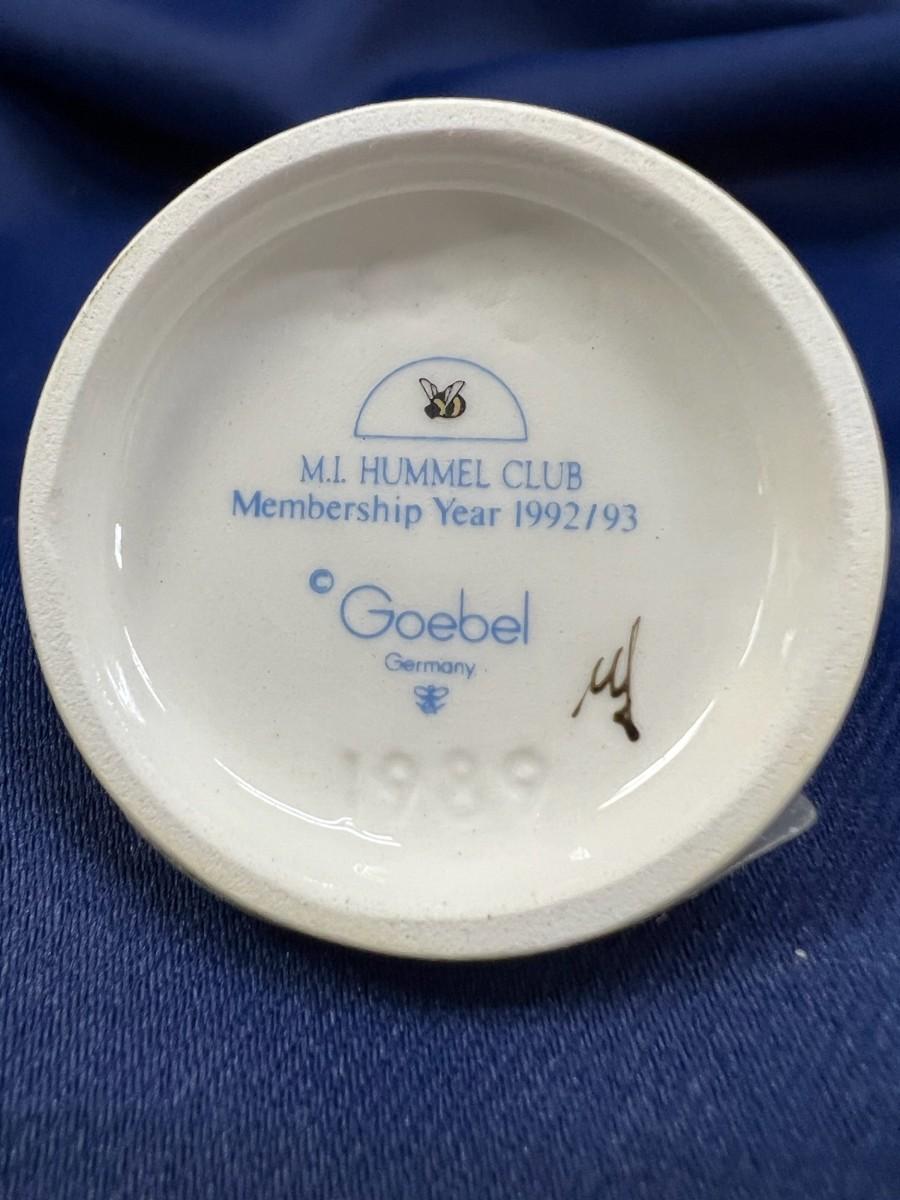 M.I. HUMMEL CLUB
Membership Year 1992/93
© Goebel
Germany
1989